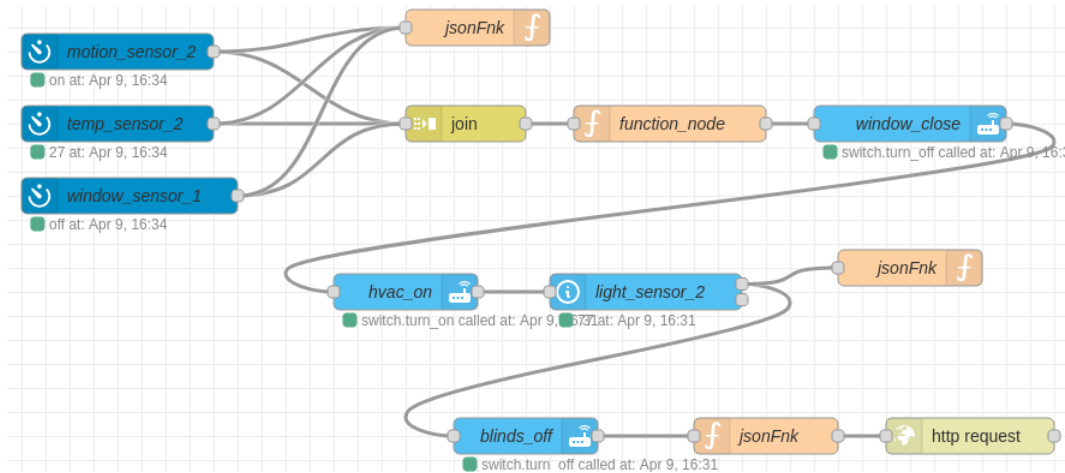 jsonFnk
motion_sensor_2
on at: Apr 9, 16:34
temp_sensor_2
27 at: Apr 9, 16:34
join
function_node
window_close
switch.turn_off called at: Apr 9, 16:3
window_sensor_1
off at: Apr 9, 16:34
jsonFnk
hvac_on
light_sensor_2
switch.turn_on called at: Apr 9,
at: Apr 9, 16:31
blinds_off
jsonFnk
http request
switch.turn_off called at: Apr 9, 16:31